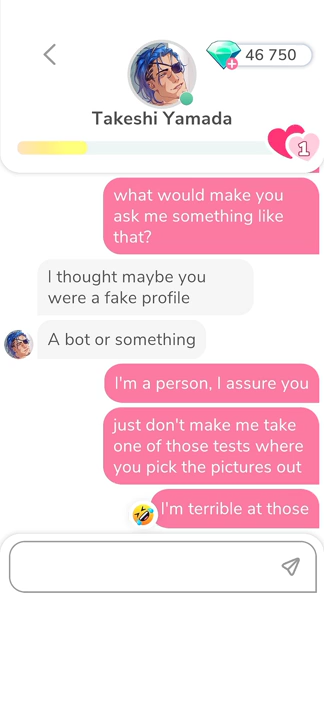 46 750
Takeshi Yamada
1
what would make you
ask me something like
that?
I thought maybe you
were a fake profile
A bot or something
I'm a person, I assure you
just don't make me take
one of those tests where
you pick the pictures out
I'm terrible at those